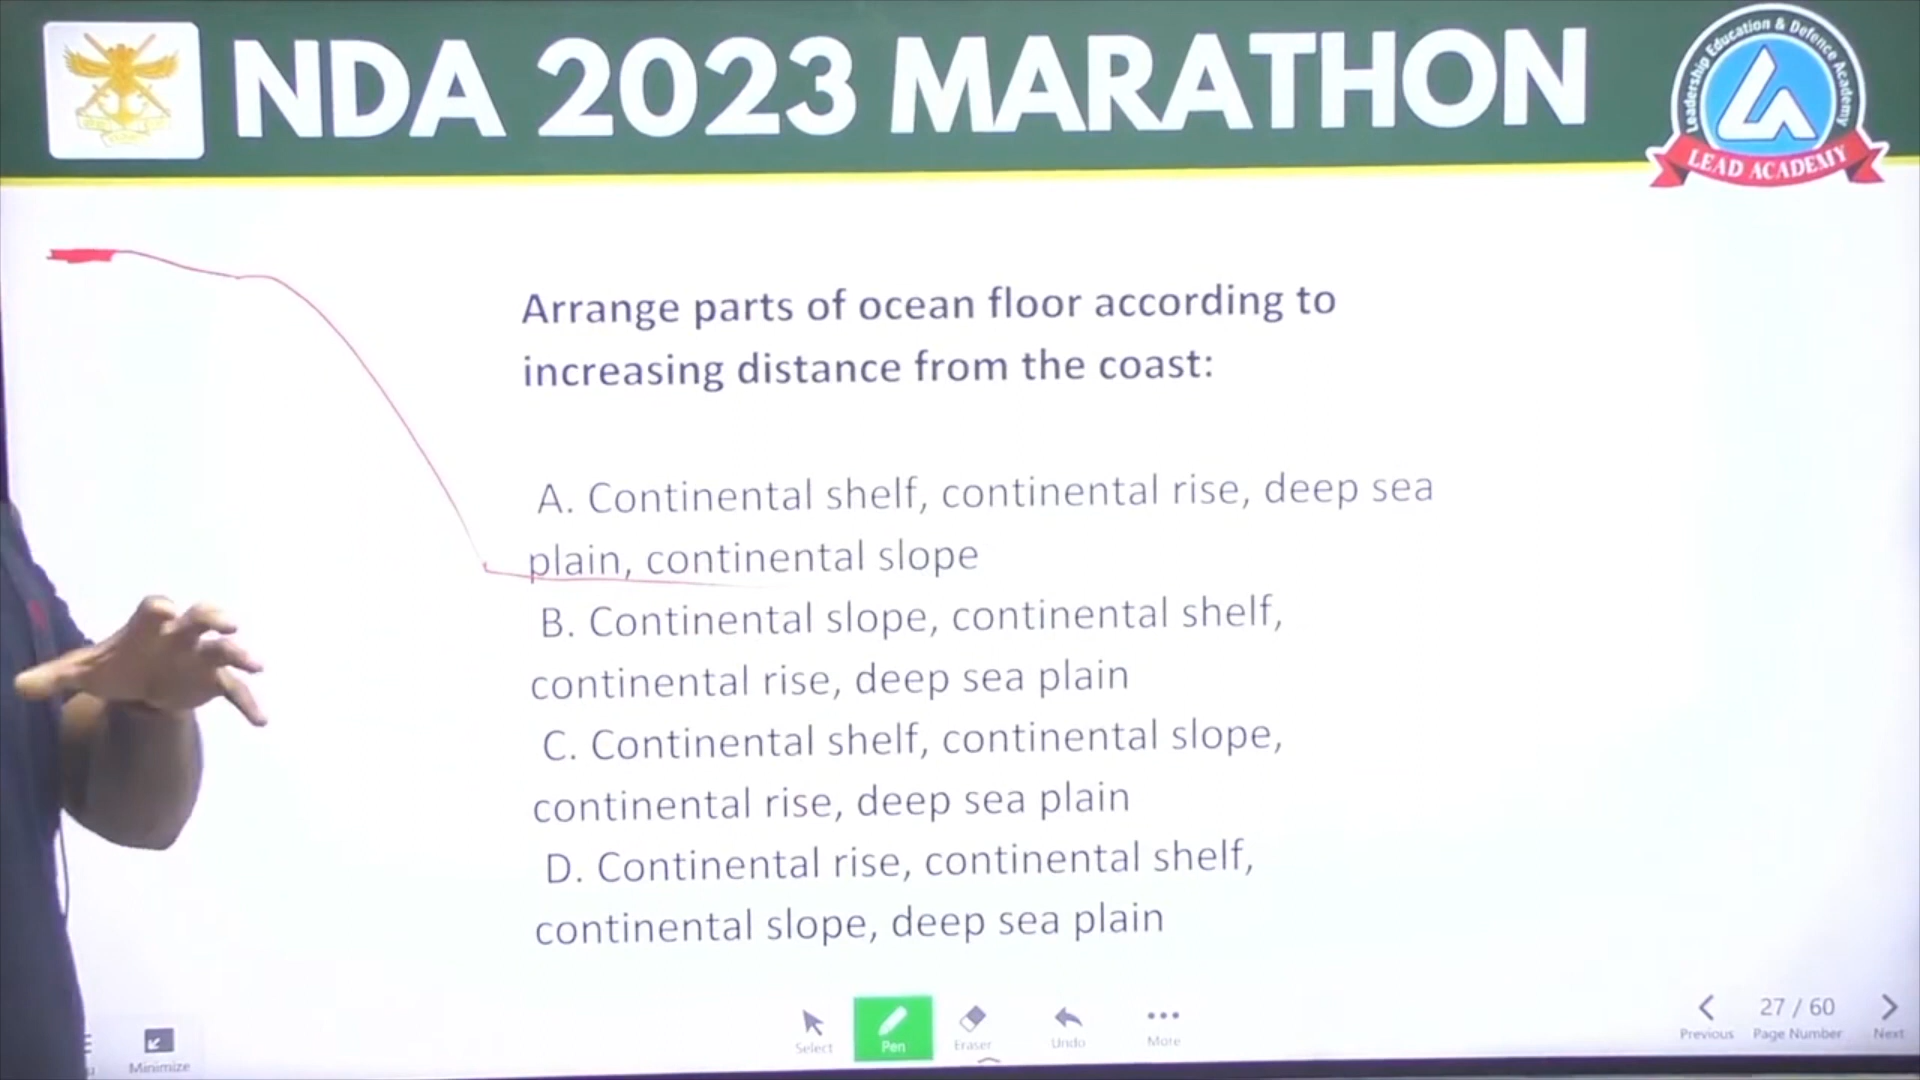 NDA 2023 MARATHON
Leadership Education & Defence Academy
LEAD ACADEMY
Arrange parts of ocean floor according to
increasing distance from the coast:
A. Continental shelf, continental rise, deep sea
plain, continental slope
B. Continental slope, continental shelf,
continental rise, deep sea plain
C. Continental shelf, continental slope,
continental rise, deep sea plain
D. Continental rise, continental shelf,
continental slope, deep sea plain
Minimize
Select
Pen
Eraser
Undo
More
Previous
27 / 60
Page Number
Next